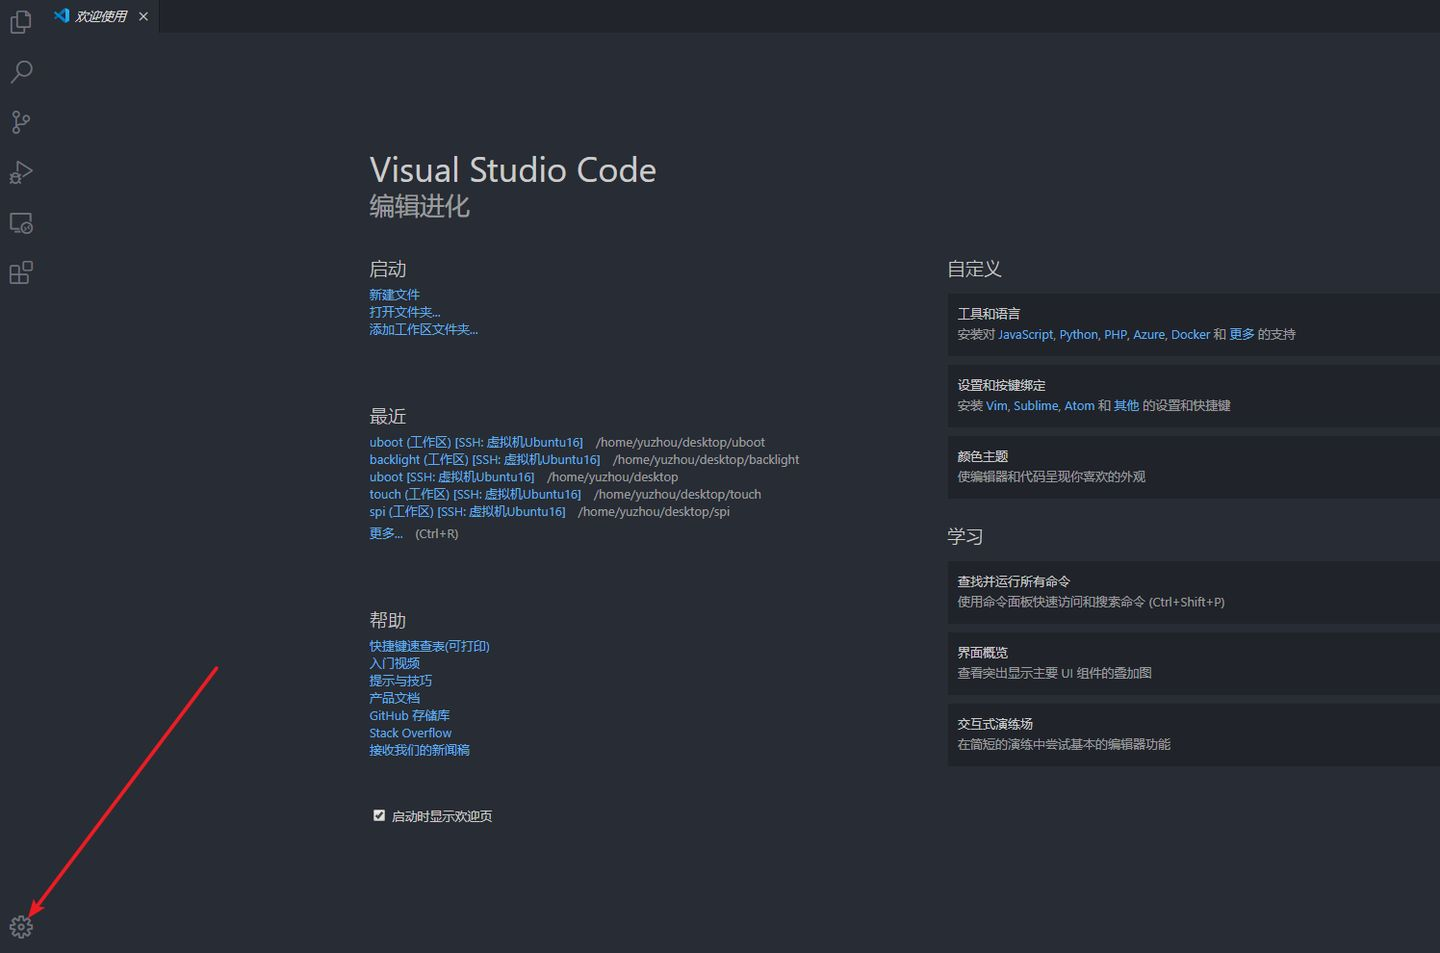 欢迎使用
Visual Studio Code
编辑进化
启动
新建文件
打开文件夹...
添加工作区文件夹...
最近
uboot (工作区) [SSH: 虚拟机Ubuntu16] /home/yuzhou/desktop/uboot
backlight (工作区) [SSH: 虚拟机Ubuntu16] /home/yuzhou/desktop/backlight
uboot [SSH: 虚拟机Ubuntu16] /home/yuzhou/desktop
touch (工作区) [SSH: 虚拟机Ubuntu16] /home/yuzhou/desktop/touch
spi (工作区) [SSH: 虚拟机Ubuntu16] /home/yuzhou/desktop/spi
更多... (Ctrl+R)
帮助
快捷键速查表(可打印)
入门视频
提示与技巧
产品文档
GitHub 存储库
Stack Overflow
接收我们的新闻稿
启动时显示欢迎页
自定义
工具和语言
安装对 JavaScript, Python, PHP, Azure, Docker 和 更多 的支持
设置和按键绑定
安装 Vim, Sublime, Atom 和 其他 的设置和快捷键
颜色主题
使编辑器和代码呈现你喜欢的外观
学习
查找并运行所有命令
使用命令面板快速访问和搜索命令 (Ctrl+Shift+P)
界面概览
查看突出显示主要 UI 组件的叠加图
交互式演练场
在简短的演练中尝试基本的编辑器功能